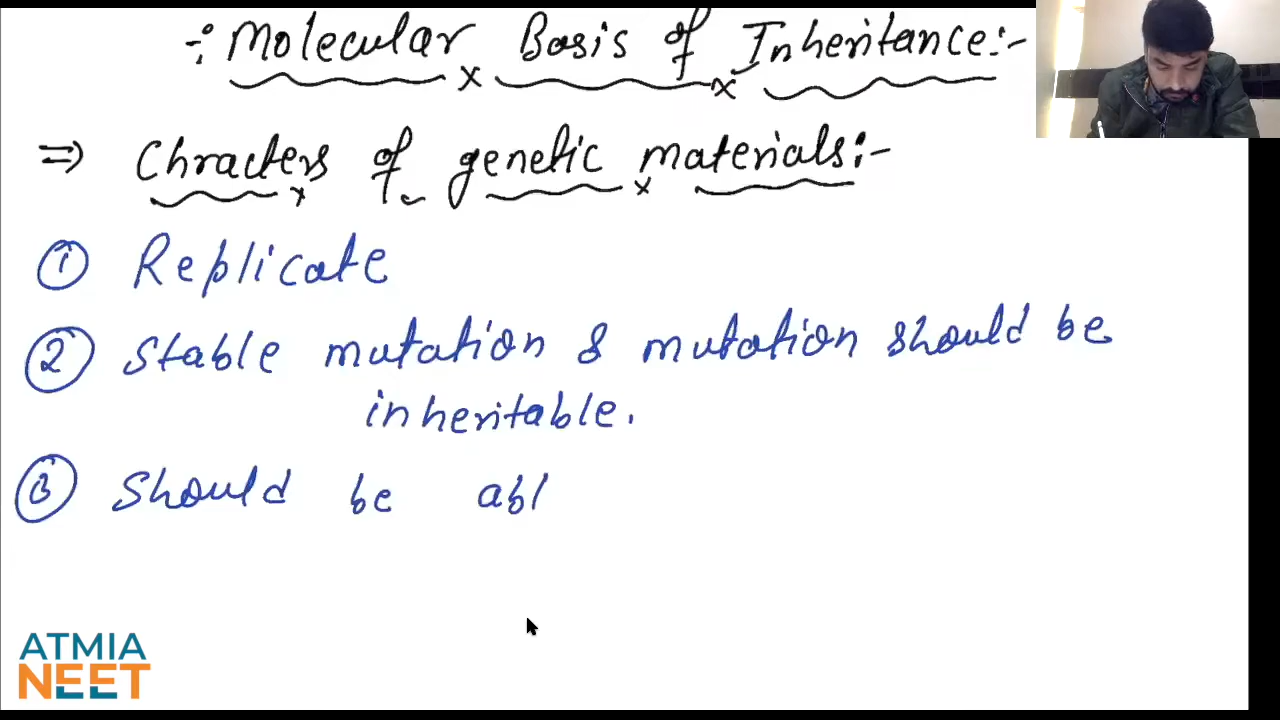 ÷ Molecular Basis of Inheritance:-
⇒ Chracters of genetic materials:-
① Replicate
② Stable mutation & mutation should be
inheritable.
③ Should be abl
ATMIA
NEET